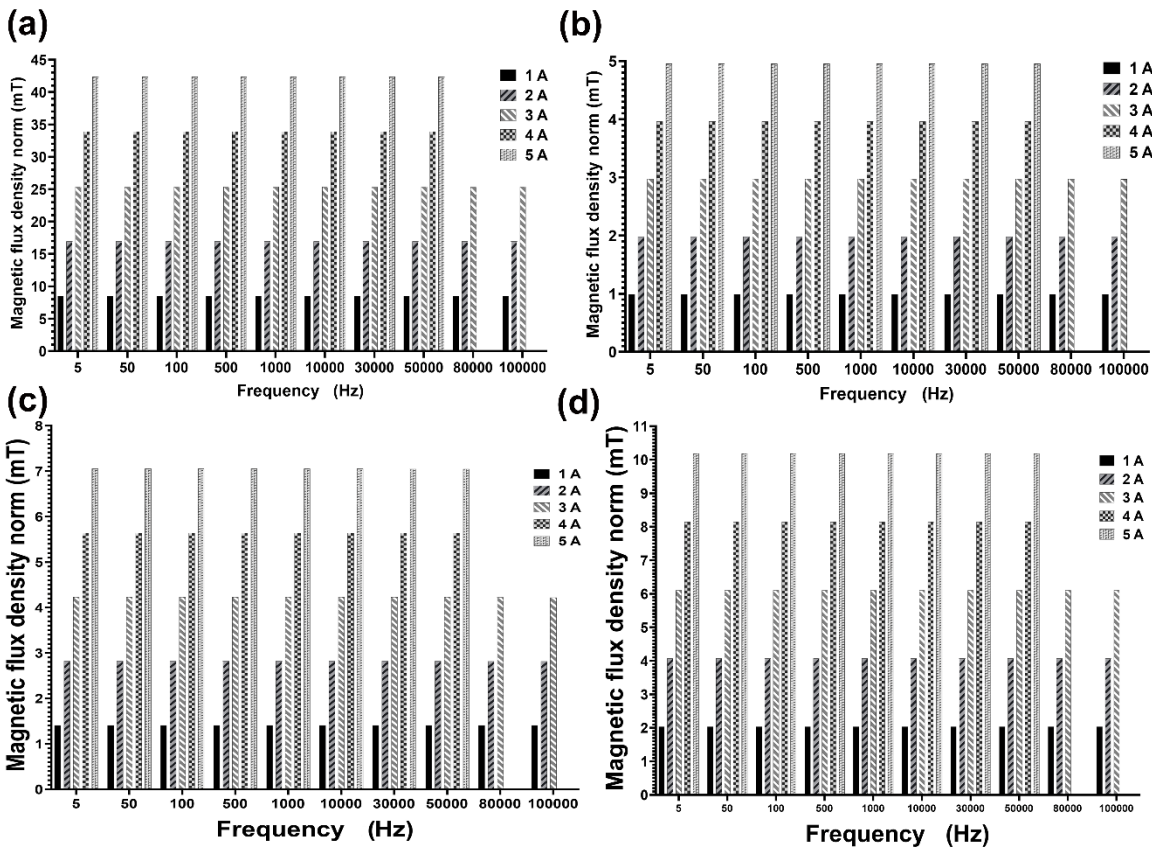 (a)
Magnetic flux density norm (mT)
45
40
35
30
25
20
15
10
5
0
5 50 100 500 1000 10000 30000 50000 80000 100000
Frequency (Hz)
1 A
2 A
3 A
4 A
5 A
(b)
Magnetic flux density norm (mT)
5
4
3
2
1
0
5 50 100 500 1000 10000 30000 50000 80000 100000
Frequency (Hz)
1 A
2 A
3 A
4 A
5 A
(c)
Magnetic flux density norm (mT)
8
7
6
5
4
3
2
1
0
5 50 100 500 1000 10000 30000 50000 80000 100000
Frequency (Hz)
1 A
2 A
3 A
4 A
5 A
(d)
Magnetic flux density norm (mT)
11
10
9
8
7
6
5
4
3
2
1
0
5 50 100 500 1000 10000 30000 50000 80000 100000
Frequency (Hz)
1 A
2 A
3 A
4 A
5 A